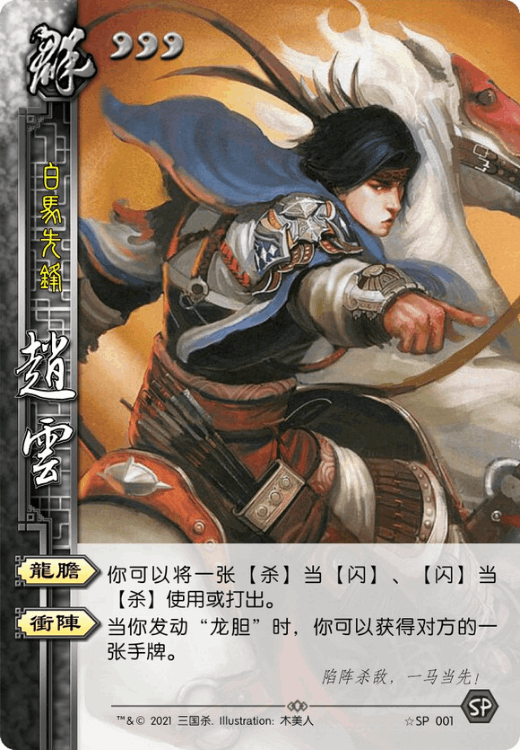 群
白馬先鋒
趙雲
龍膽
你可以将一张【杀】当【闪】、【闪】当
【杀】使用或打出。
衝陣
当你发动“龙胆”时，你可以获得对方的一
张手牌。
陷阵杀敌，一马当先！
™&© 2021 三国杀. Illustration: 木美人
☆SP 001
SP